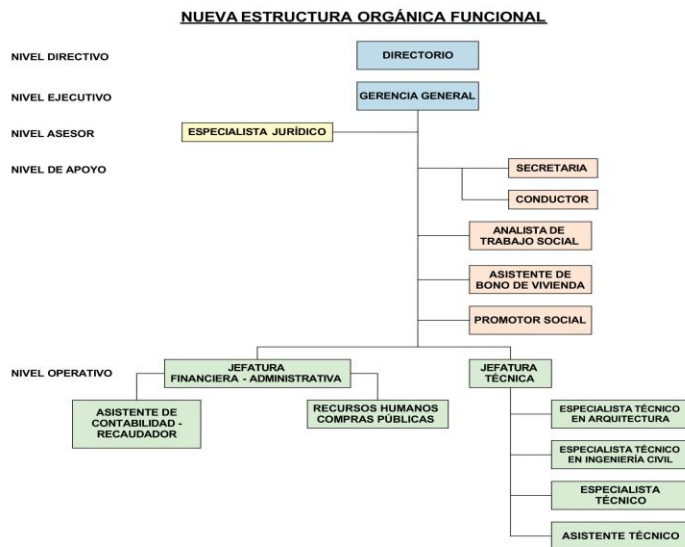 NUEVA ESTRUCTURA ORGÁNICA FUNCIONAL
NIVEL DIRECTIVO
DIRECTORIO
NIVEL EJECUTIVO
GERENCIA GENERAL
NIVEL ASESOR
ESPECIALISTA JURÍDICO
NIVEL DE APOYO
SECRETARIA
CONDUCTOR
ANALISTA DE
TRABAJO SOCIAL
ASISTENTE DE
BONO DE VIVIENDA
PROMOTOR SOCIAL
NIVEL OPERATIVO
JEFATURA
FINANCIERA - ADMINISTRATIVA
JEFATURA
TÉCNICA
ASISTENTE DE
CONTABILIDAD -
RECAUDADOR
RECURSOS HUMANOS
COMPRAS PÚBLICAS
ESPECIALISTA TÉCNICO
EN ARQUITECTURA
ESPECIALISTA TÉCNICO
EN INGENIERÍA CIVIL
ESPECIALISTA
TÉCNICO
ASISTENTE TÉCNICO